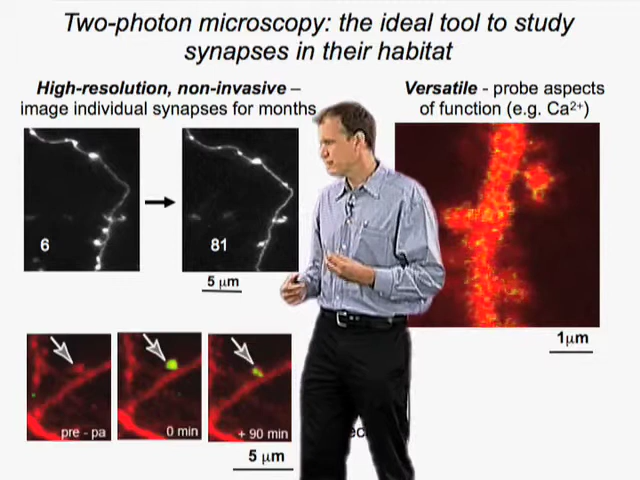 Two-photon microscopy: the ideal tool to study
synapses in their habitat
High-resolution, non-invasive –
image individual synapses for months
Versatile - probe aspects
of function (e.g. Ca²⁺)
6
81
5 μm
1μm
pre - pa
0 min
+ 90 min
5 μm